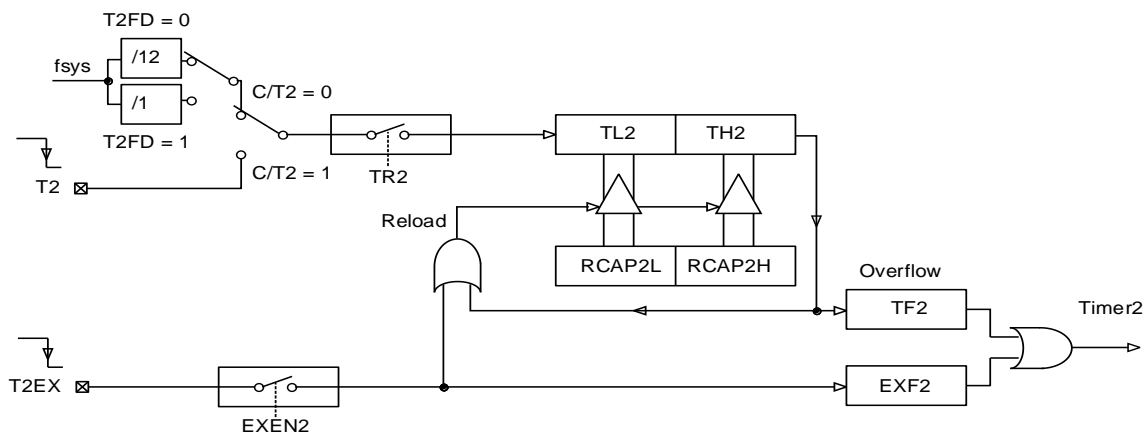 T2FD = 0
/12
fsys
C/T2 = 0
/1
TL2 TH2
T2FD = 1
C/T2 = 1
TR2
T2
Reload
RCAP2L RCAP2H
Overflow
TF2
Timer2
T2EX
EXF2
EXEN2